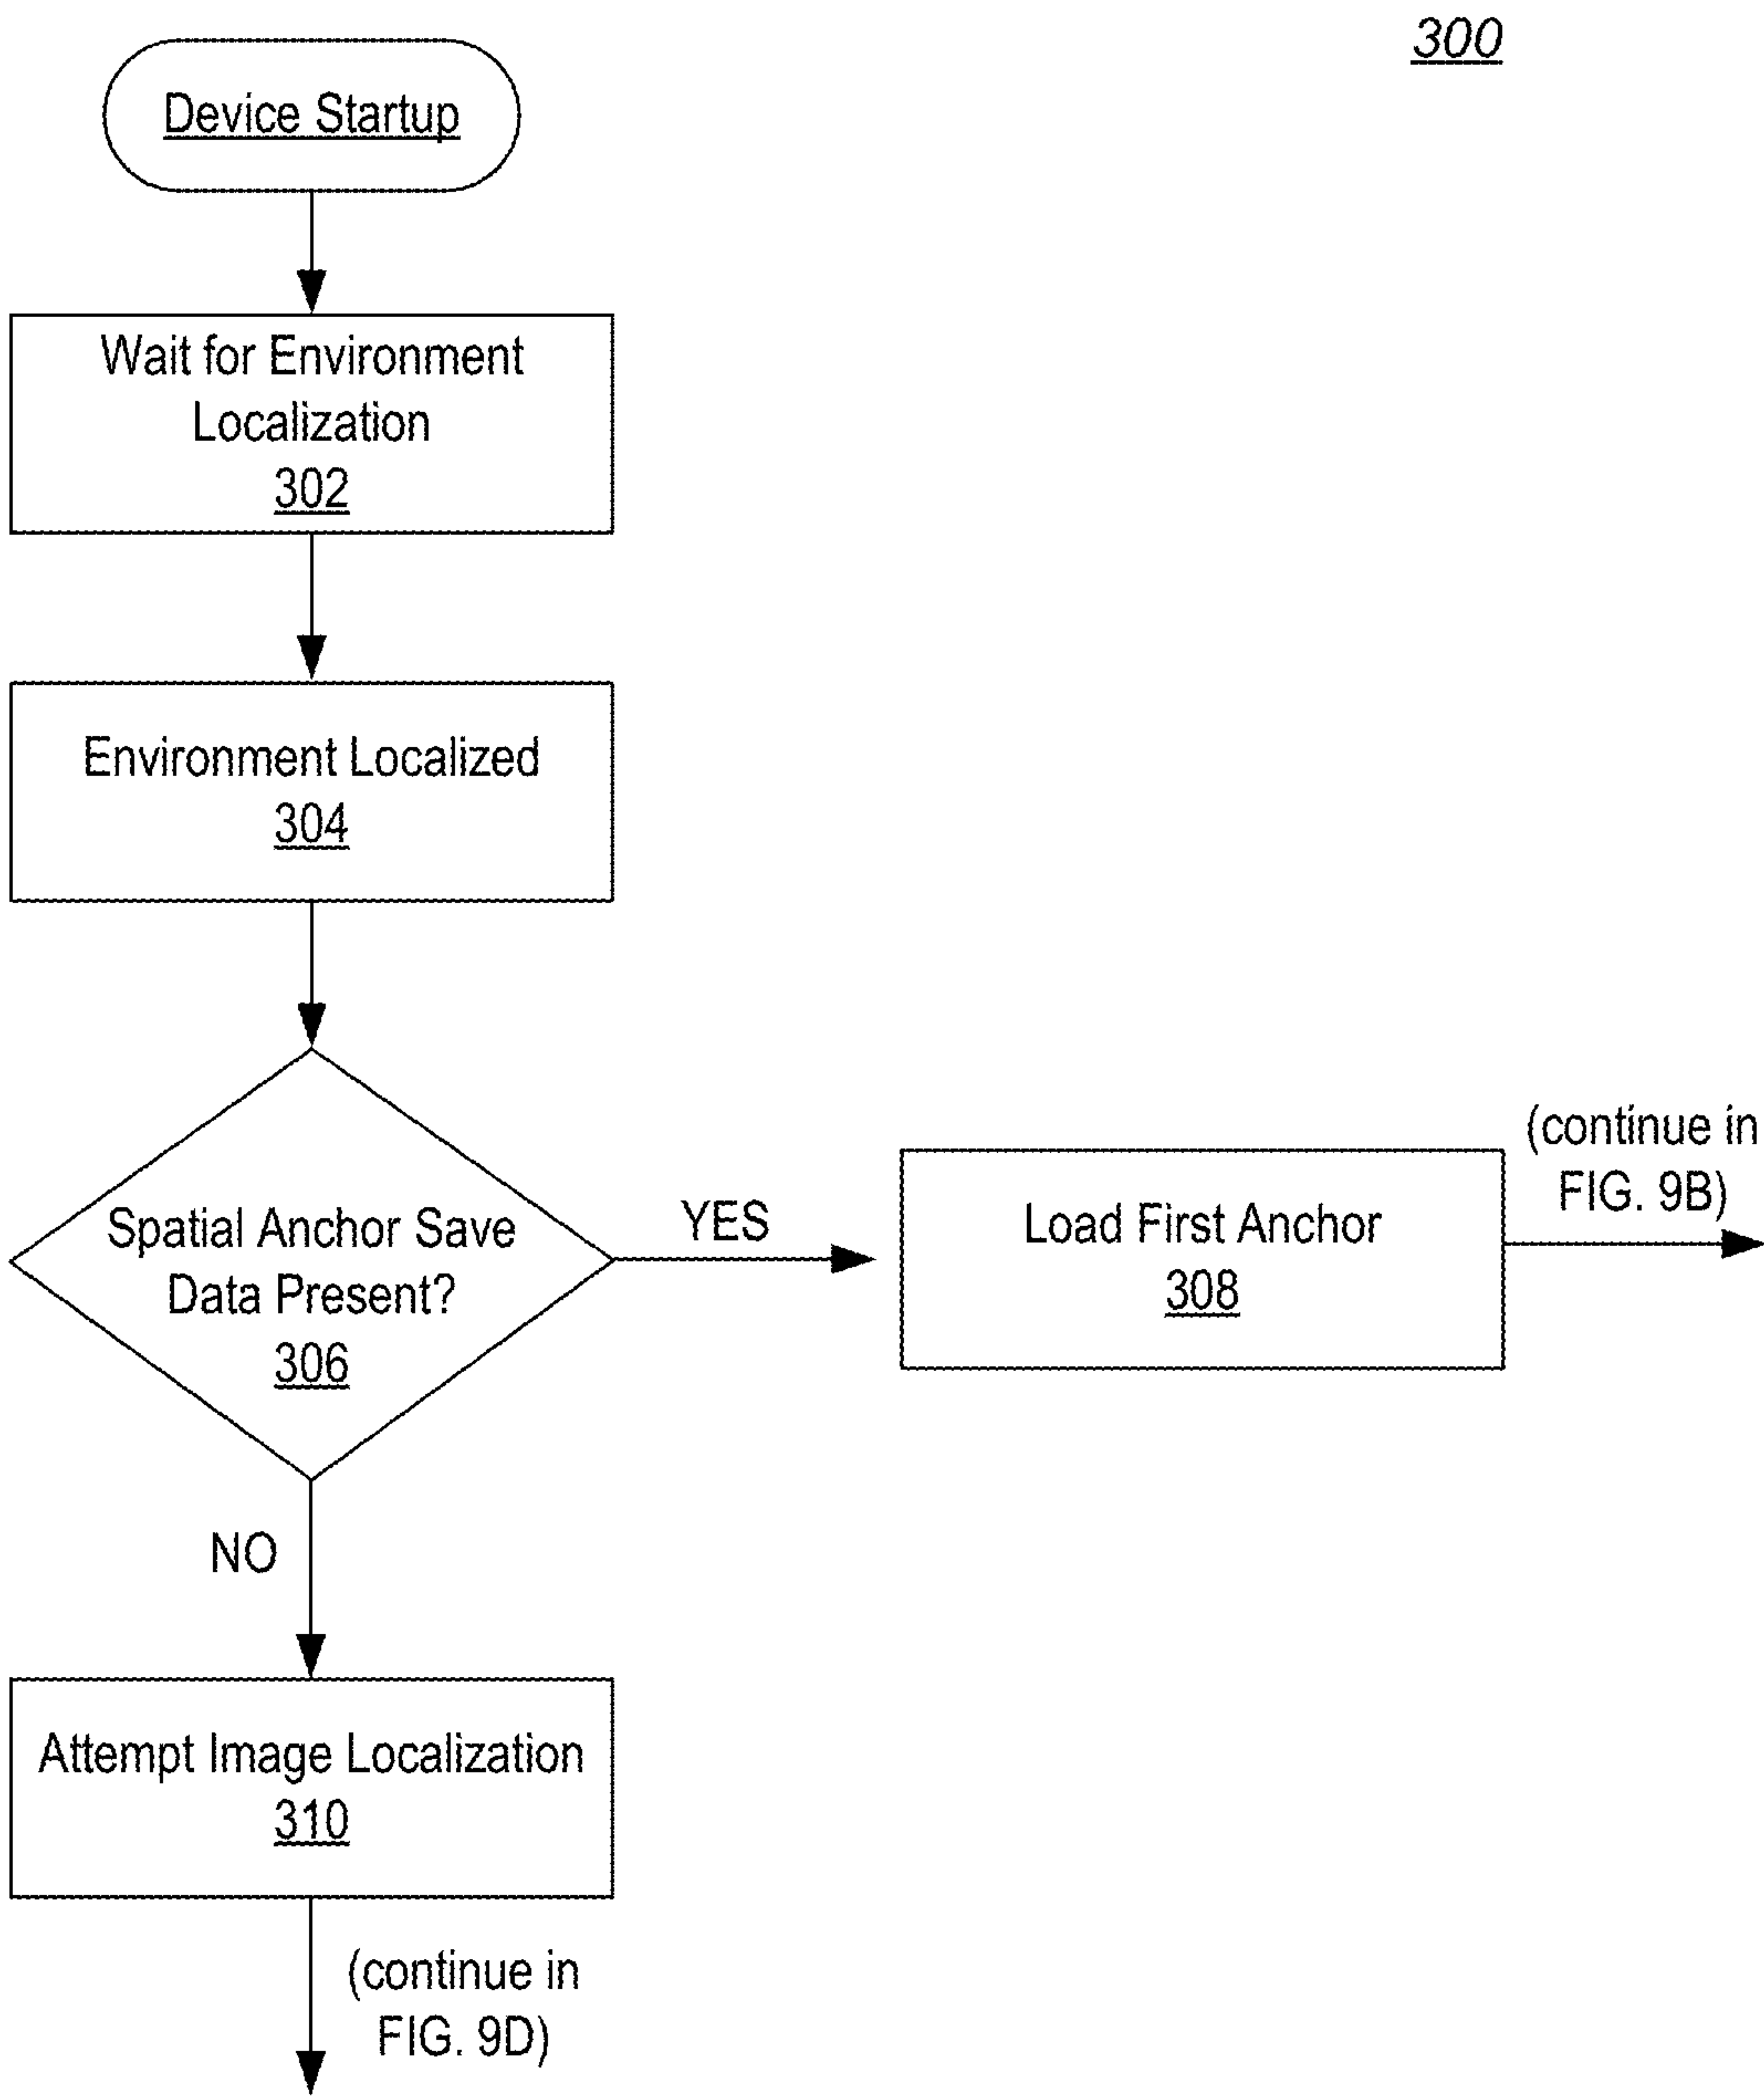 300
Device Startup
Wait for Environment
Localization
302
Environment Localized
304
Spatial Anchor Save
Data Present?
306
YES
Load First Anchor
308
(continue in
FIG. 9B)
NO
Attempt Image Localization
310
(continue in
FIG. 9D)